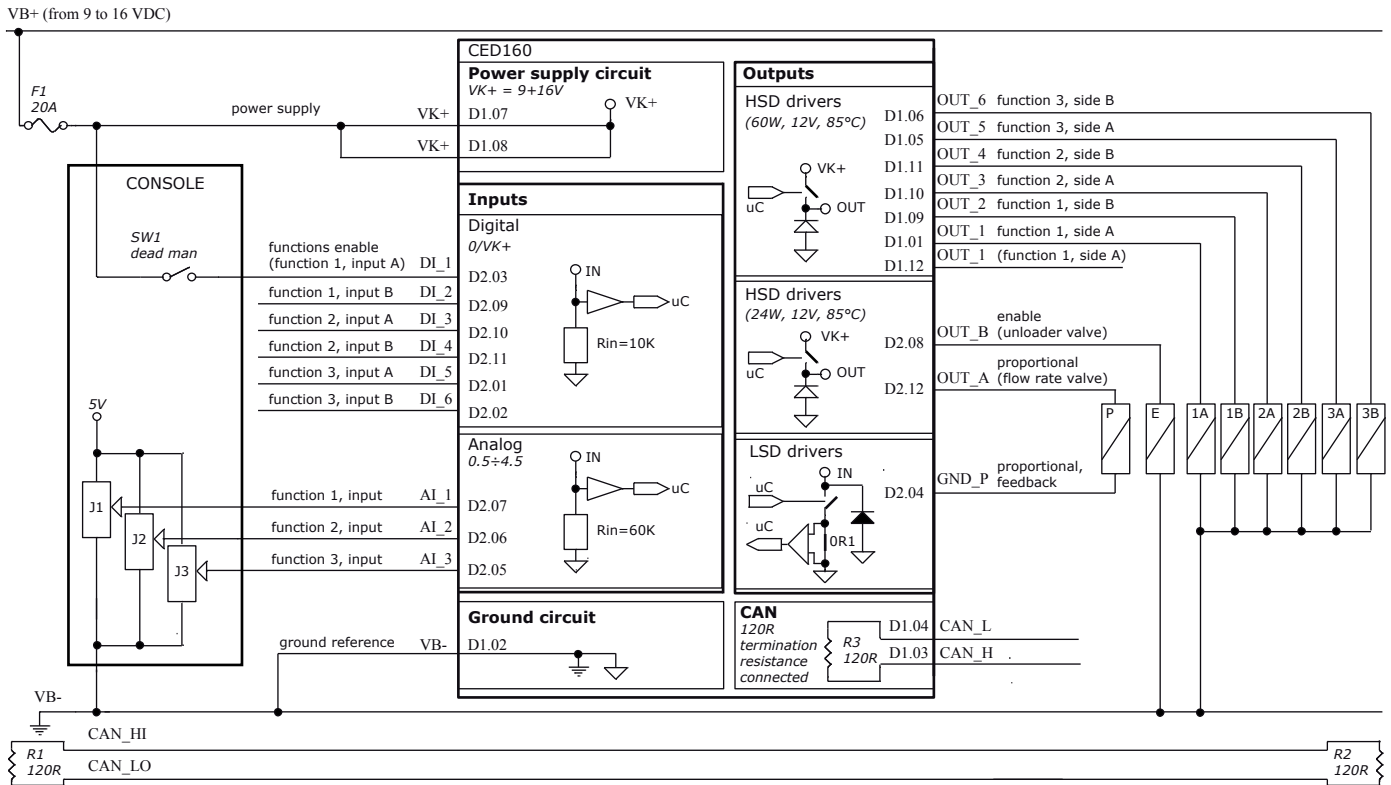 VB+ (from 9 to 16 VDC)
F1
20A
power supply
VK+
VK+
CED160
Power supply circuit
VK+ = 9÷16V
D1.07
D1.08
VK+
CONSOLE
SW1
dead man
5V
J1
J2
J3
functions enable
(function 1, input A) DI_1
function 1, input B DI_2
function 2, input A DI_3
function 2, input B DI_4
function 3, input A DI_5
function 3, input B DI_6
Inputs
Digital
0/VK+
D2.03
D2.09
D2.10
D2.11
D2.01
D2.02
IN
uC
Rin=10K
function 1, input AI_1
function 2, input AI_2
function 3, input AI_3
Analog
0.5÷4.5
D2.07
D2.06
D2.05
IN
uC
Rin=60K
ground reference VB-
Ground circuit
D1.02
Outputs
HSD drivers
(60W, 12V, 85°C)
VK+
uC
OUT
D1.06
D1.05
D1.11
D1.10
D1.09
D1.01
D1.12
OUT_6 function 3, side B
OUT_5 function 3, side A
OUT_4 function 2, side B
OUT_3 function 2, side A
OUT_2 function 1, side B
OUT_1 function 1, side A
OUT_1 (function 1, side A)
HSD drivers
(24W, 12V, 85°C)
VK+
uC
OUT
D2.08
D2.12
enable
OUT_B (unloader valve)
proportional
OUT_A (flow rate valve)
LSD drivers
IN
uC
uC
0R1
D2.04
proportional,
GND_P feedback
P
E
1A
1B
2A
2B
3A
3B
CAN
120R
termination
resistance
connected
R3
120R
D1.04 CAN_L
D1.03 CAN_H
VB-
CAN_HI
R1
120R
CAN_LO
R2
120R